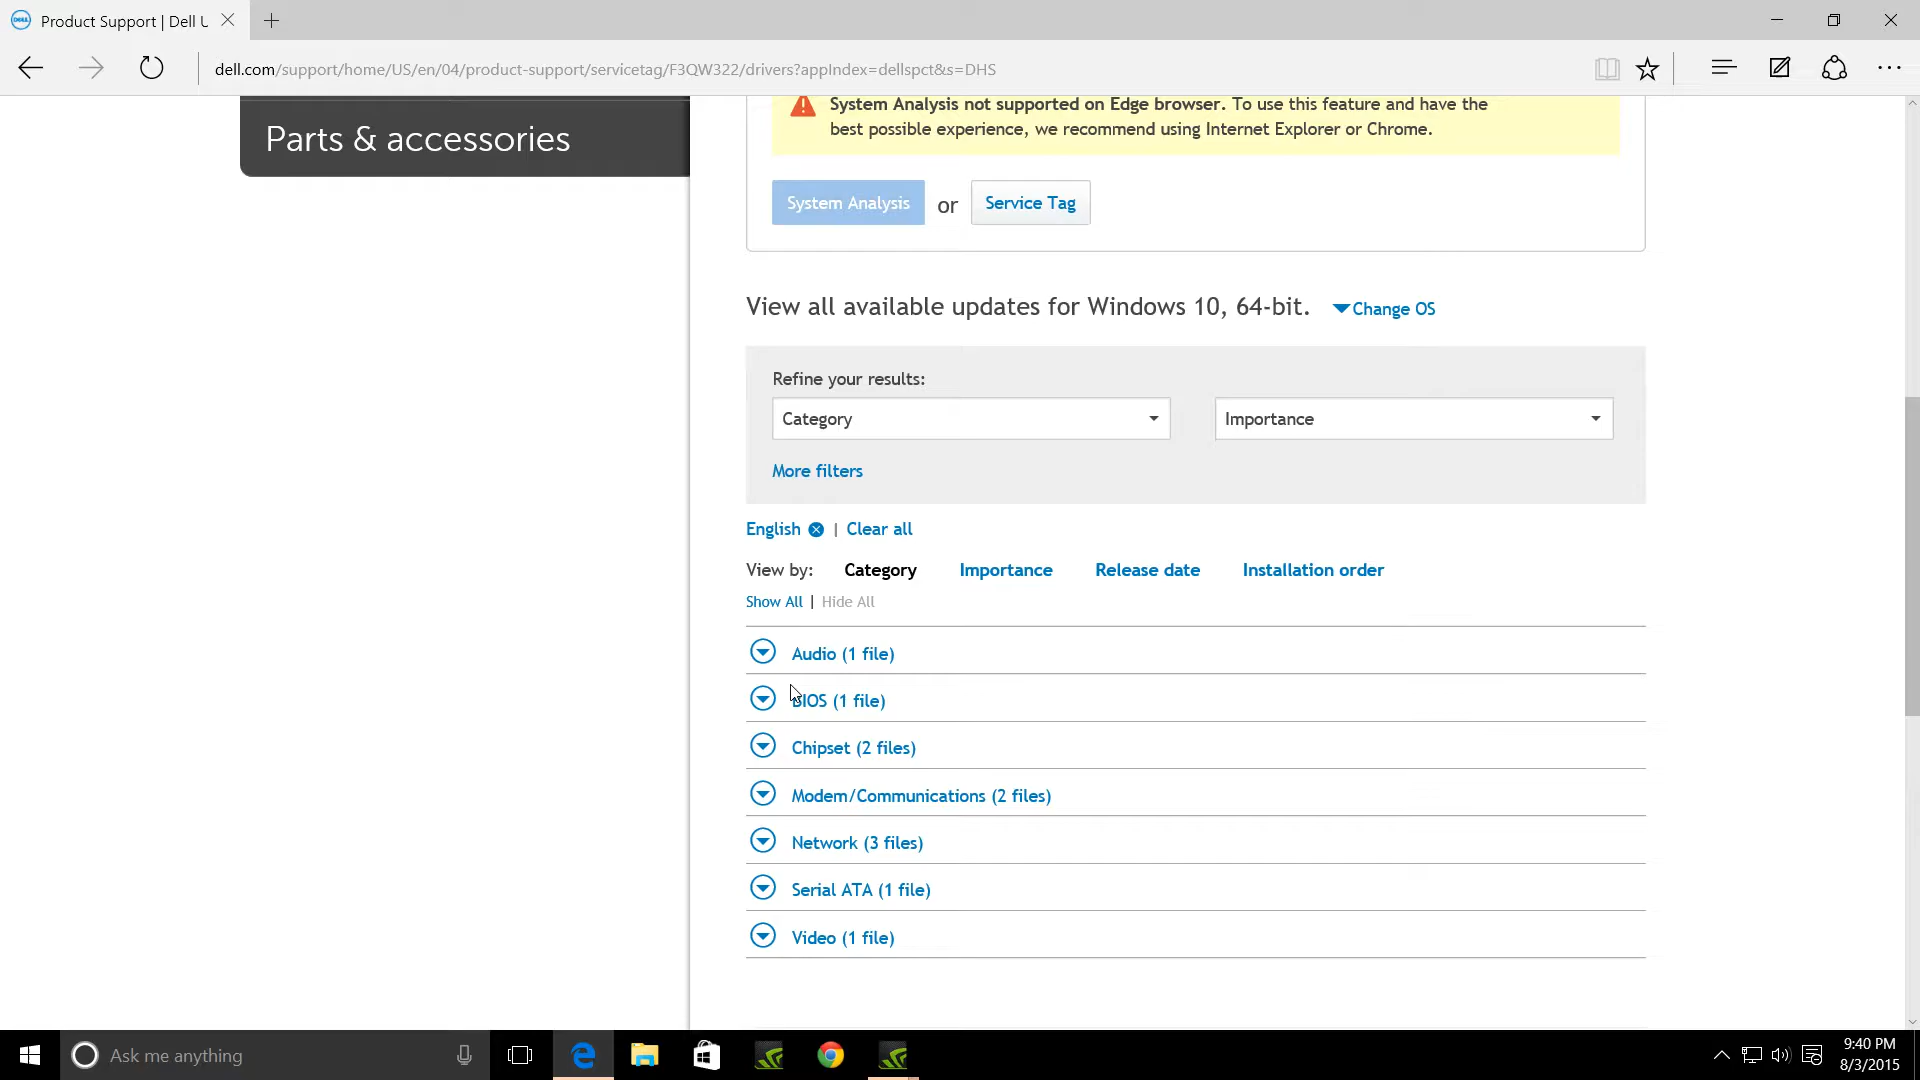 Product Support | Dell U
dell.com/support/home/US/en/04/product-support/servicetag/F3QW322/drivers?appIndex=dellspct&s=DHS
Parts & accessories
System Analysis not supported on Edge browser. To use this feature and have the
best possible experience, we recommend using Internet Explorer or Chrome.
System Analysis or Service Tag
View all available updates for Windows 10, 64-bit. Change OS
Refine your results:
Category Importance
More filters
English | Clear all
View by: Category Importance Release date Installation order
Show All | Hide All
Audio (1 file)
BIOS (1 file)
Chipset (2 files)
Modem/Communications (2 files)
Network (3 files)
Serial ATA (1 file)
Video (1 file)
Ask me anything
9:40 PM
8/3/2015